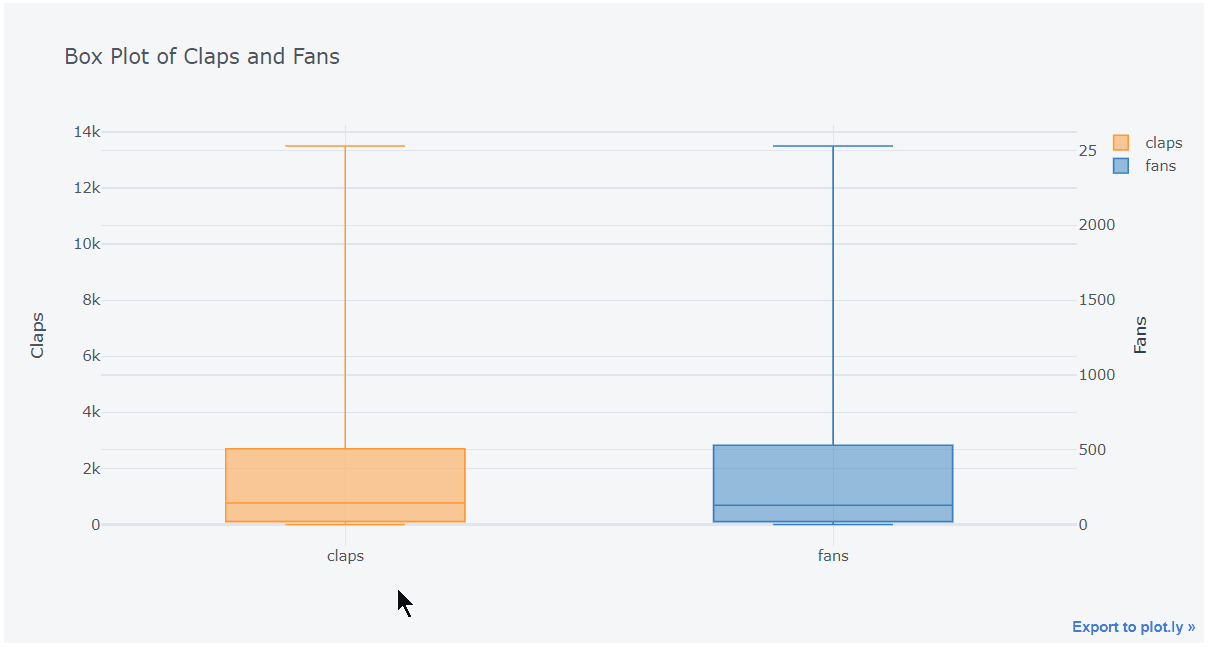 Box Plot of Claps and Fans
14k
12k
10k
8k
6k
4k
2k
0
Claps
25
2000
1500
1000
500
0
Fans
claps
fans
claps
fans
Export to plot.ly »